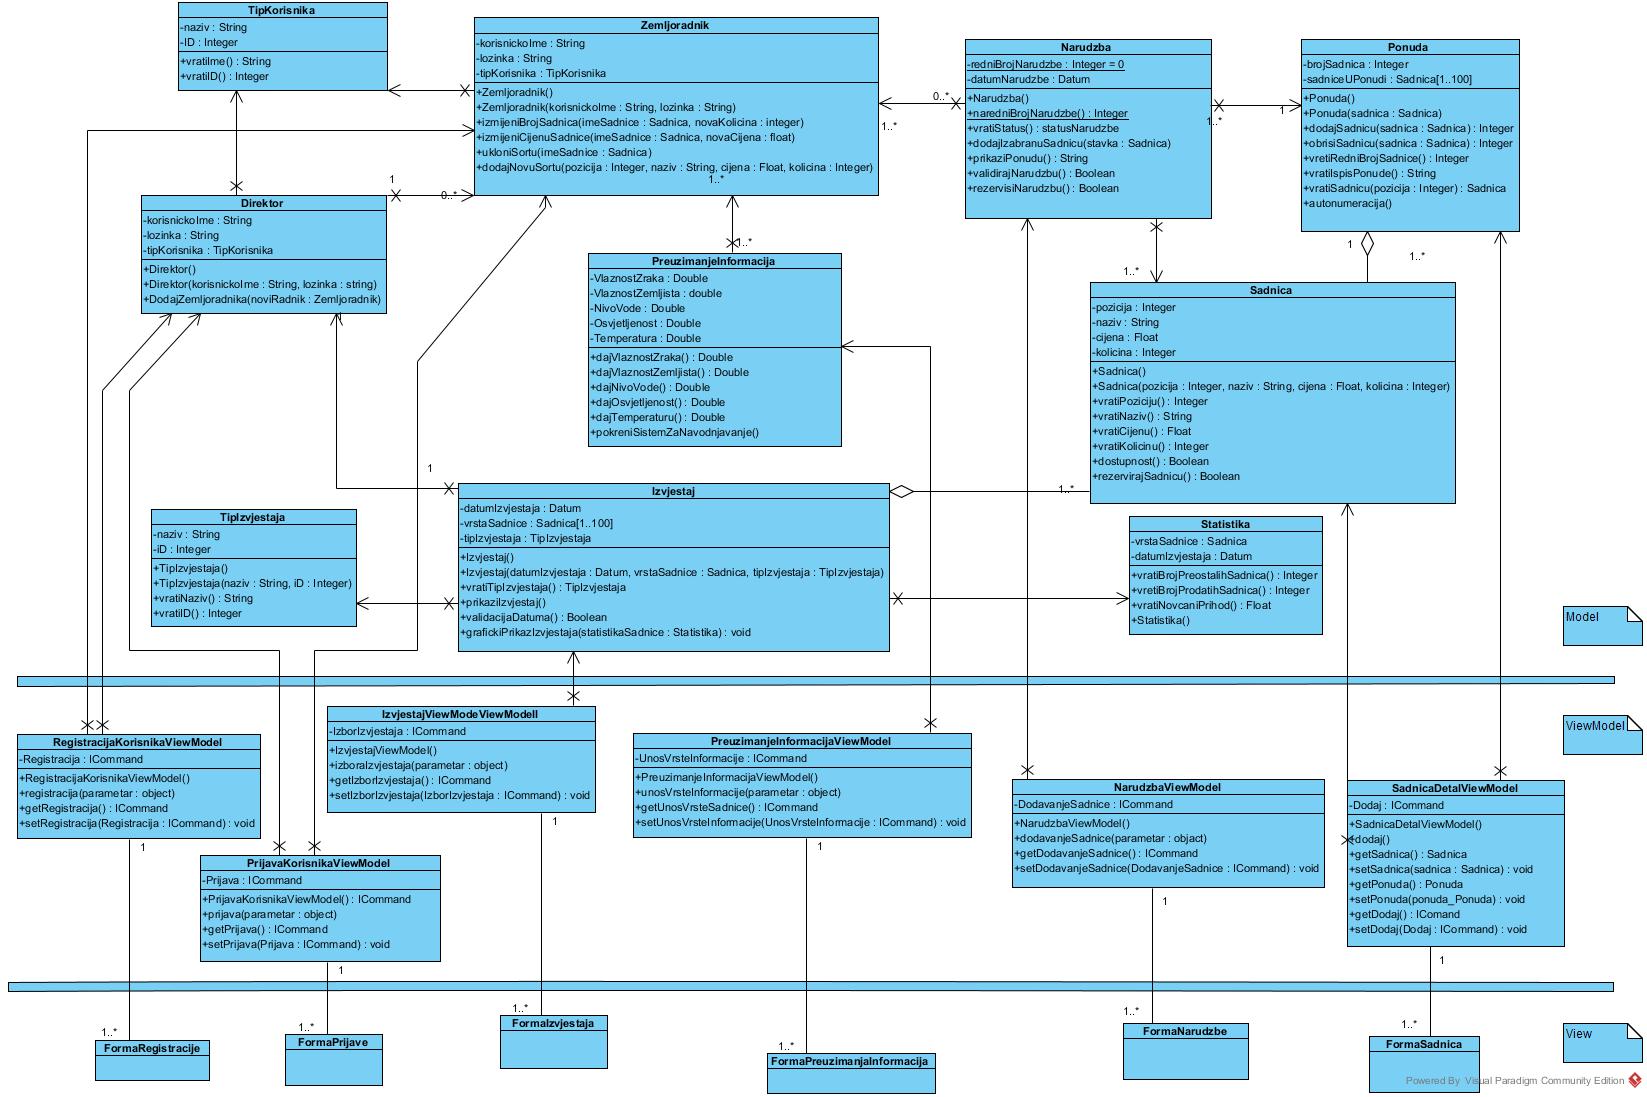 TipKorisnika
-naziv : String
-ID : Integer
+vratiIme() : String
+vratiID() : Integer
Zemljoradnik
-korisnickoIme : String
-lozinka : String
-tipKorisnika : TipKorisnika
+Zemljoradnik()
+Zemljoradnik(korisnickoIme : String, lozinka : String)
+izmijeniBrojSadnica(imeSadnice : Sadnica, novaKolicina : integer)
+izmijeniCijenuSadnice(imeSadnice : Sadnica, novaCijena : float)
+ukloniSortu(imeSadnice : Sadnica)
+dodajNovuSortu(pozicija : Integer, naziv : String, cijena : Float, kolicina : Integer)
1..*
0..*
1..*
Narudzba
-redniBrojNarudzbe : Integer = 0
-datumNarudzbe : Datum
+Narudzba()
+naredniBrojNarudzbe() : Integer
+vratiStatus() : statusNarudzbe
+dodajIzabranuSadnicu(stavka : Sadnica)
+prikaziPonudu() : String
+validirajNarudzbu() : Boolean
+rezervisiNarudzbu() : Boolean
1..*
1
Ponuda
-brojSadnica : Integer
-sadniceUPonudi : Sadnica[1..100]
+Ponuda()
+Ponuda(sadnica : Sadnica)
+dodajSadnicu(sadnica : Sadnica) : Integer
+obrisiSadnicu(sadnica : Sadnica) : Integer
+vretiRedniBrojSadnice() : Integer
+vratiIspisPonude() : String
+vratiSadnicu(pozicija : Integer) : Sadnica
+autonumeracija()
1
0..*
Direktor
-korisnickoIme : String
-lozinka : String
-tipKorisnika : TipKorisnika
+Direktor()
+Direktor(korisnickoIme : String, lozinka : string)
+DodajZemljoradnika(noviRadnik : Zemljoradnik)
1
1..*
PreuzimanjeInformacija
-VlaznostZraka : Double
-VlaznostZemljista : double
-NivoVode : Double
-Osvjetljenost : Double
-Temperatura : Double
+dajVlaznostZraka() : Double
+dajVlaznostZemljista() : Double
+dajNivoVode() : Double
+dajOsvjetljenost() : Double
+dajTemperaturu() : Double
+pokreniSistemZaNavodnjavanje()
1..*
1
1..*
Sadnica
-pozicija : Integer
-naziv : String
-cijena : Float
-kolicina : Integer
+Sadnica()
+Sadnica(pozicija : Integer, naziv : String, cijena : Float, kolicina : Integer)
+vratiPoziciju() : Integer
+vratiNaziv() : String
+vratiCijenu() : Float
+vratiKolicinu() : Integer
+dostupnost() : Boolean
+rezervirajSadnicu() : Boolean
1
1..*
Izvjestaj
-datumIzvjestaja : Datum
-vrstaSadnice : Sadnica[1..100]
-tipIzvjestaja : TipIzvjestaja
+Izvjestaj()
+Izvjestaj(datumIzvjestaja : Datum, vrstaSadnice : Sadnica, tipIzvjestaja : TipIzvjestaja)
+vratiTipIzvjestaja() : TipIzvjestaja
+prikaziIzvjestaj()
+validacijaDatuma() : Boolean
+grafickiPrikazIzvjestaja(statistikaSadnice : Statistika) : void
TipIzvjestaja
-naziv : String
-iD : Integer
+TipIzvjestaja()
+TipIzvjestaja(naziv : String, iD : Integer)
+vratiNaziv() : String
+vratiID() : Integer
Statistika
-vrstaSadnice : Sadnica
-datumIzvjestaja : Datum
+vratiBrojPreostalihSadnica() : Integer
+vretiBrojProdatihSadnica() : Integer
+vratiNovcaniPrihod() : Float
+Statistika()
Model
ViewModel
RegistracijaKorisnikaViewModel
-Registracija : ICommand
+RegistracijaKorisnikaViewModel()
+registracija(parametar : object)
+getRegistracija() : ICommand
+setRegistracija(Registracija : ICommand) : void
1
IzvjestajViewModeViewModell
-IzborIzvjestaja : ICommand
+IzvjestajViewModel()
+izboraIzvjestaja(parametar : object)
+getIzborIzvjestaja() : ICommand
+setIzborIzvjestaja(IzborIzvjestaja : ICommand) : void
1
PreuzimanjeInformacijaViewModel
-UnosVrsteInformacije : ICommand
+PreuzimanjeInformacijaViewModel()
+unosVrsteInformacije(parametar : object)
+getUnosVrsteSadnice() : ICommand
+setUnosVrsteInformacije(UnosVrsteInformacije : ICommand) : void
1
NarudzbaViewModel
-DodavanjeSadnice : ICommand
+NarudzbaViewModel()
+dodavanjeSadnice(parametar : objact)
+getDodavanjeSadnice() : ICommand
+setDodavanjeSadnice(DodavanjeSadnice : ICommand) : void
1
SadnicaDetalViewModel
-Dodaj : ICommand
+SadnicaDetalViewModel()
+dodaj()
+getSadnica() : Sadnica
+setSadnica(sadnica : Sadnica) : void
+getPonuda() : Ponuda
+setPonuda(ponuda_Ponuda) : void
+getDodaj() : IComand
+setDodaj(Dodaj : ICommand) : void
1
PrijavaKorisnikaViewModel
-Prijava : ICommand
+PrijavaKorisnikaViewModel() : ICommand
+prijava(parametar : object)
+getPrijava() : ICommand
+setPrijava(Prijava : ICommand) : void
1
1..*
FormaRegistracije
1..*
FormaPrijave
1..*
FormaIzvjestaja
1..*
FormaPreuzimanjaInformacija
1..*
FormaNarudzbe
1..*
FormaSadnica
View
Powered By Visual Paradigm Community Edition